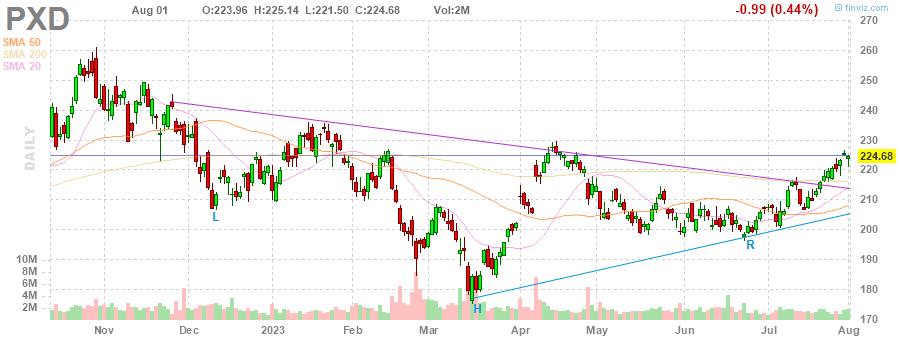 PXD Aug 01 O:223.96 H:225.14 L:221.50 C:224.68 Vol:2M -0.99 (0.44%) © finviz.com
SMA 50
SMA 200
SMA 20
DAILY
270
260
250
240
230
224.68
220
210
200
190
180
170
10M
8M
6M
4M
2M
L
H
R
Nov Dec 2023 Feb Mar Apr May Jun Jul Aug